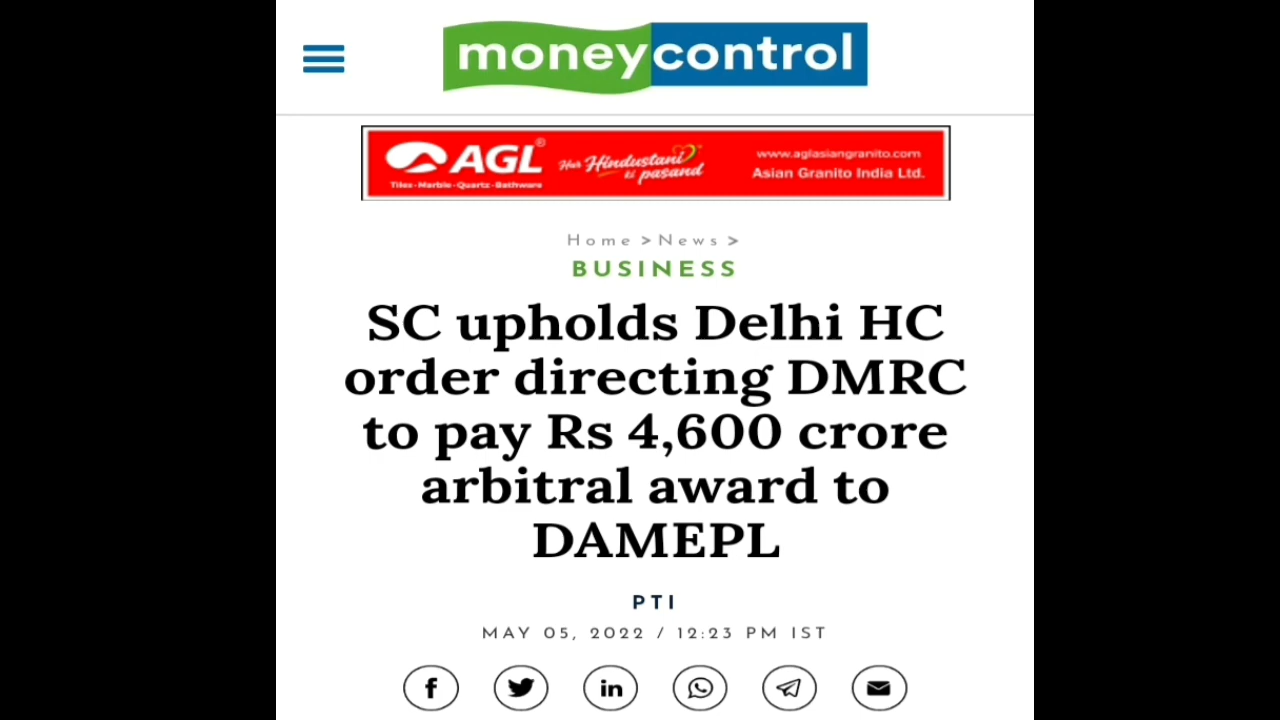 moneycontrol
AGL®
Tiles-Marble-Quartz-Bathware
Har Hindustani ki pasand
www.aglasiangranito.com
Asian Granito India Ltd.
Home > News >
BUSINESS
SC upholds Delhi HC
order directing DMRC
to pay Rs 4,600 crore
arbitral award to
DAMEPL
PTI
MAY 05, 2022 / 12:23 PM IST